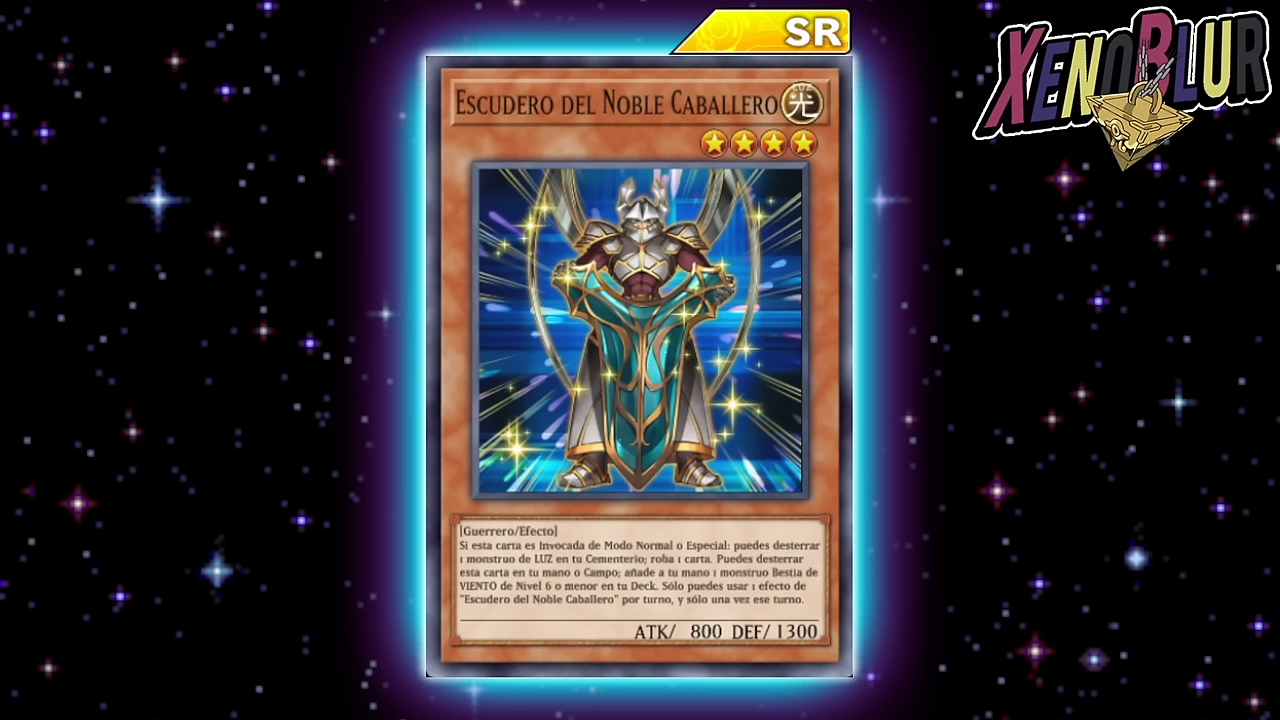 SR
XENOBLUR
ESCUDERO DEL NOBLE CABALLERO
LUZ
光
[Guerrero/Efecto]
Si esta carta es Invocada de Modo Normal o Especial: puedes desterrar
1 monstruo de LUZ en tu Cementerio; roba 1 carta. Puedes desterrar
esta carta en tu mano o Campo; añade a tu mano 1 monstruo Bestia de
VIENTO de Nivel 6 o menor en tu Deck. Sólo puedes usar 1 efecto de
"Escudero del Noble Caballero" por turno, y sólo una vez ese turno.
ATK/ 800 DEF/ 1300